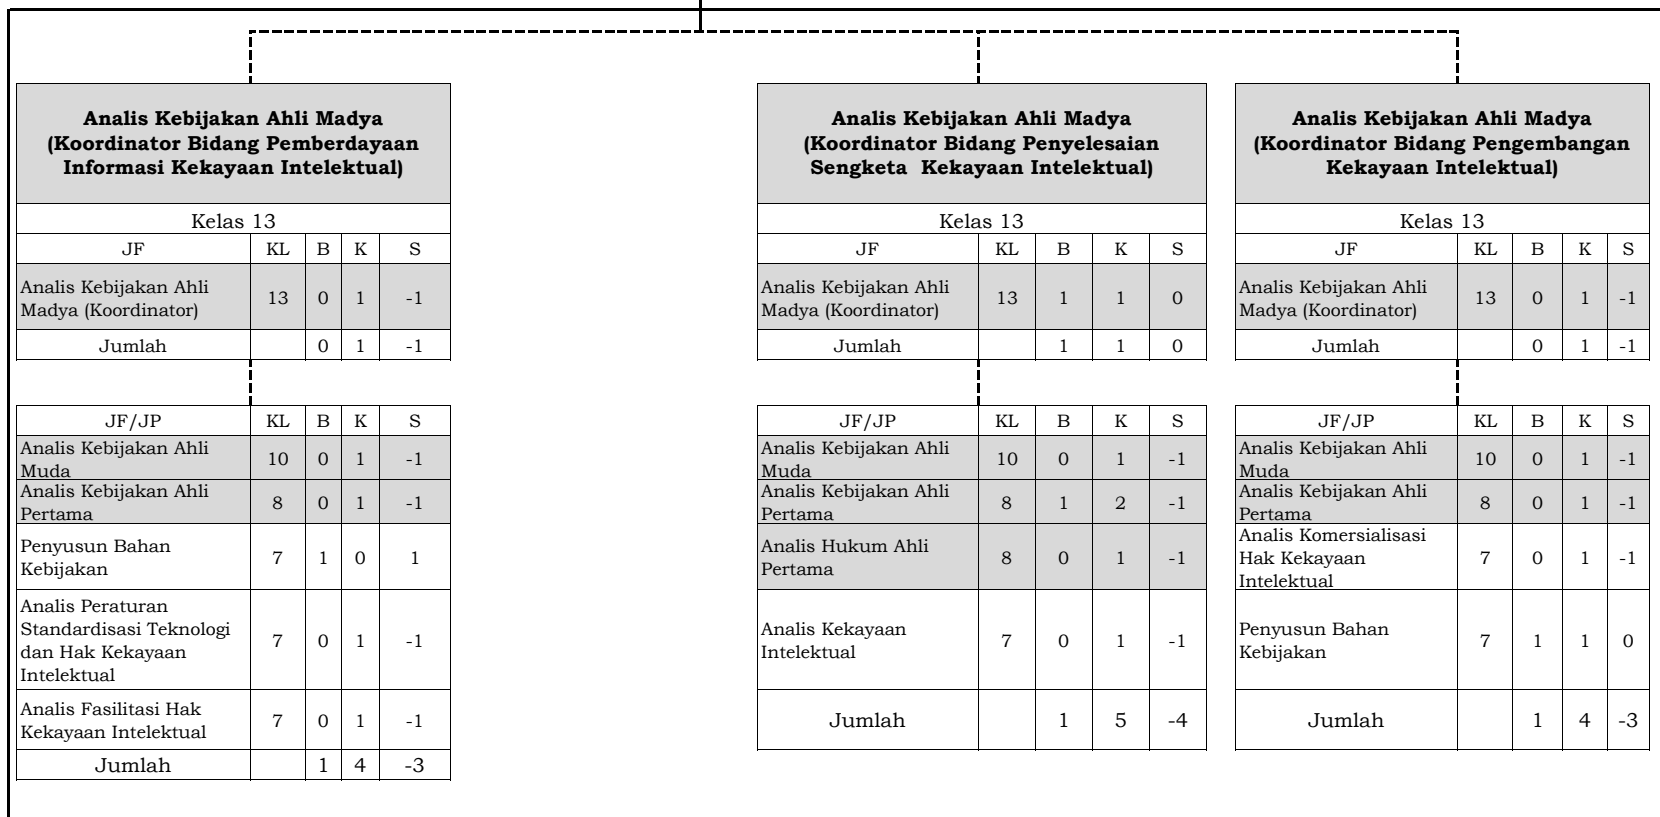 Analis Kebijakan Ahli Madya
(Koordinator Bidang Pemberdayaan
Informasi Kekayaan Intelektual)
Kelas 13
JF KL B K S
Analis Kebijakan Ahli
Madya (Koordinator) 13 0 1 -1
Jumlah 0 1 -1
JF/JP KL B K S
Analis Kebijakan Ahli
Muda 10 0 1 -1
Analis Kebijakan Ahli
Pertama 8 0 1 -1
Penyusun Bahan
Kebijakan 7 1 0 1
Analis Peraturan
Standardisasi Teknologi
dan Hak Kekayaan
Intelektual 7 0 1 -1
Analis Fasilitasi Hak
Kekayaan Intelektual 7 0 1 -1
Jumlah 1 4 -3
Analis Kebijakan Ahli Madya
(Koordinator Bidang Penyelesaian
Sengketa Kekayaan Intelektual)
Kelas 13
JF KL B K S
Analis Kebijakan Ahli
Madya (Koordinator) 13 1 1 0
Jumlah 1 1 0
JF/JP KL B K S
Analis Kebijakan Ahli
Muda 10 0 1 -1
Analis Kebijakan Ahli
Pertama 8 1 2 -1
Analis Hukum Ahli
Pertama 8 0 1 -1
Analis Kekayaan
Intelektual 7 0 1 -1
Jumlah 1 5 -4
Analis Kebijakan Ahli Madya
(Koordinator Bidang Pengembangan
Kekayaan Intelektual)
Kelas 13
JF KL B K S
Analis Kebijakan Ahli
Madya (Koordinator) 13 0 1 -1
Jumlah 0 1 -1
JF/JP KL B K S
Analis Kebijakan Ahli
Muda 10 0 1 -1
Analis Kebijakan Ahli
Pertama 8 0 1 -1
Analis Komersialisasi
Hak Kekayaan
Intelektual 7 0 1 -1
Penyusun Bahan
Kebijakan 7 1 1 0
Jumlah 1 4 -3